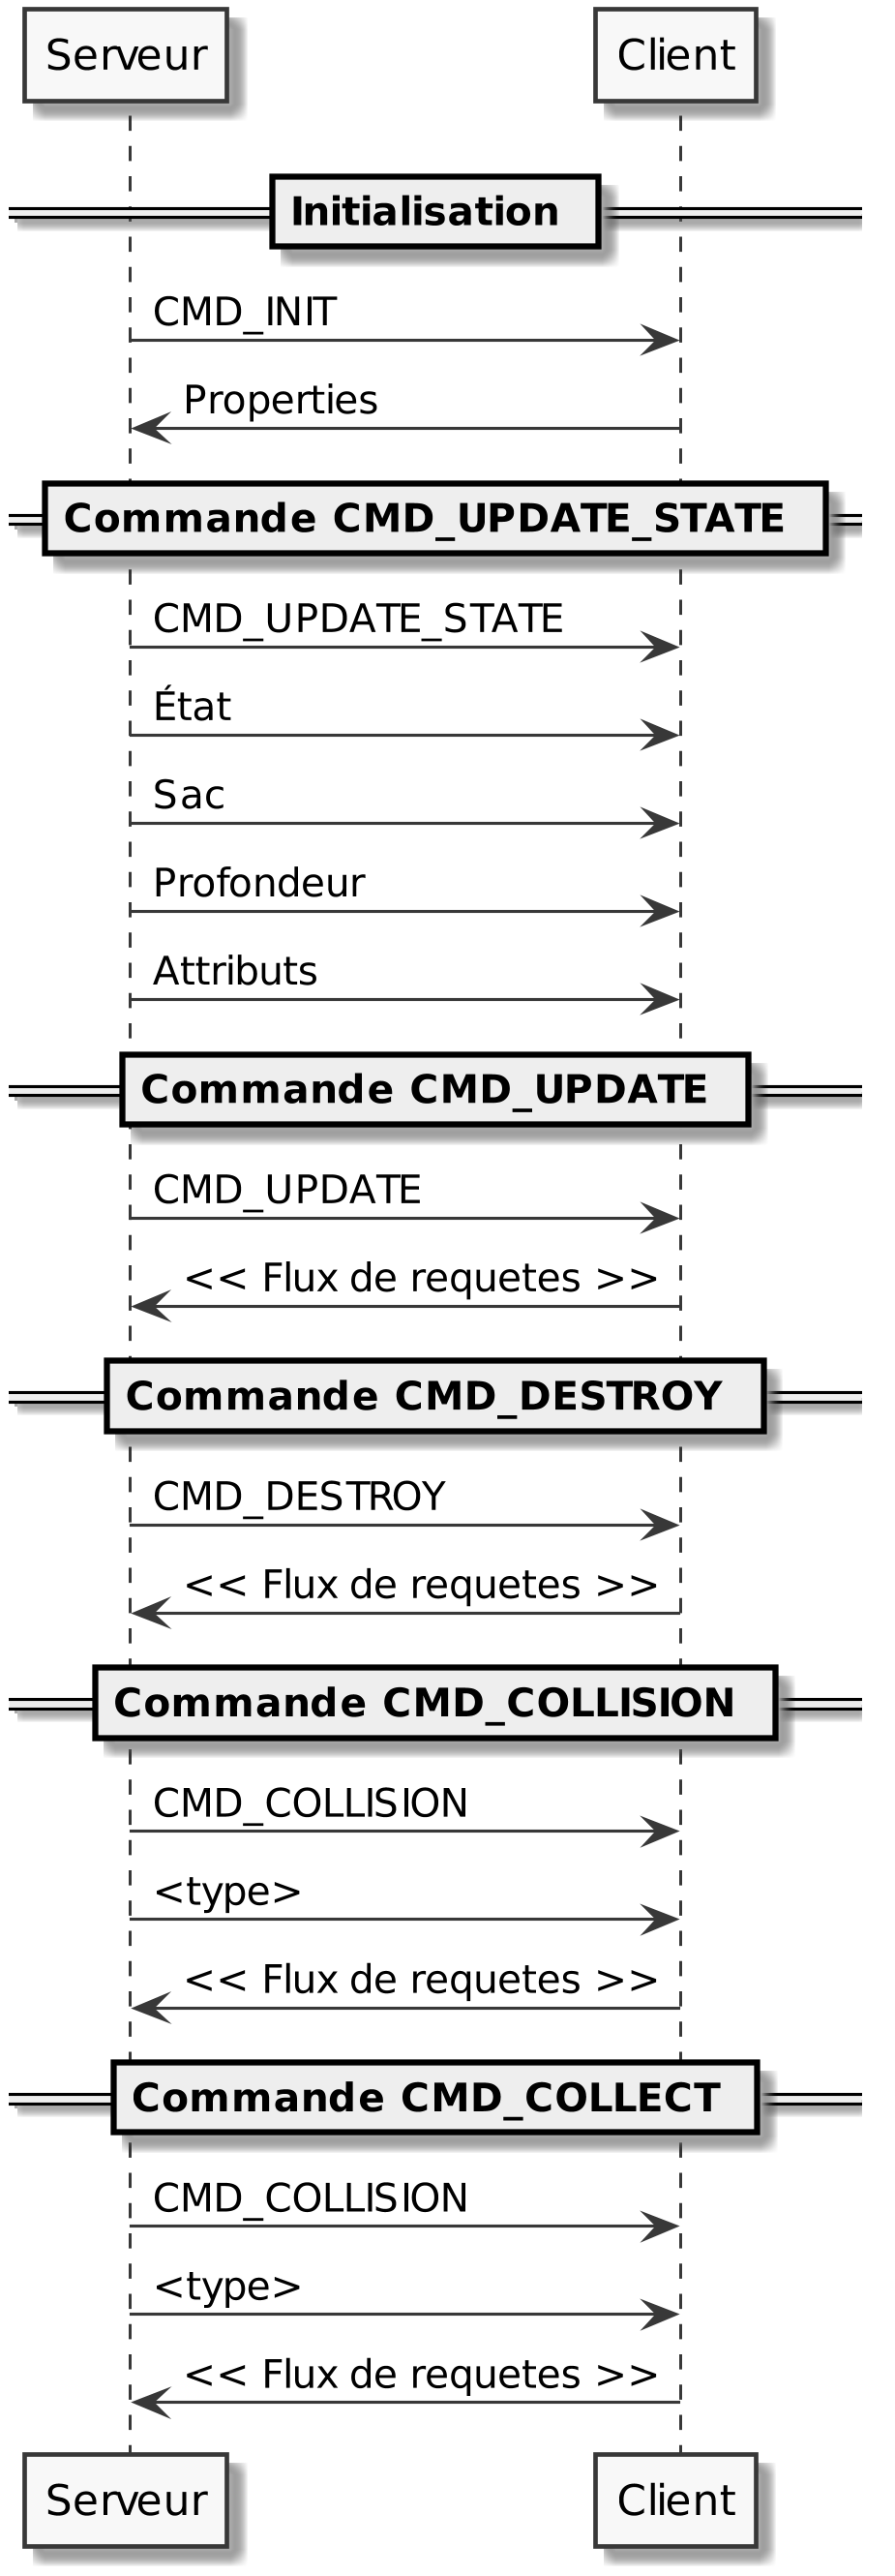 Serveur
Client
Initialisation
CMD_INIT
Properties
Commande CMD_UPDATE_STATE
CMD_UPDATE_STATE
État
Sac
Profondeur
Attributs
Commande CMD_UPDATE
CMD_UPDATE
<< Flux de requetes >>
Commande CMD_DESTROY
CMD_DESTROY
<< Flux de requetes >>
Commande CMD_COLLISION
CMD_COLLISION
<type>
<< Flux de requetes >>
Commande CMD_COLLECT
CMD_COLLISION
<type>
<< Flux de requetes >>
Serveur
Client